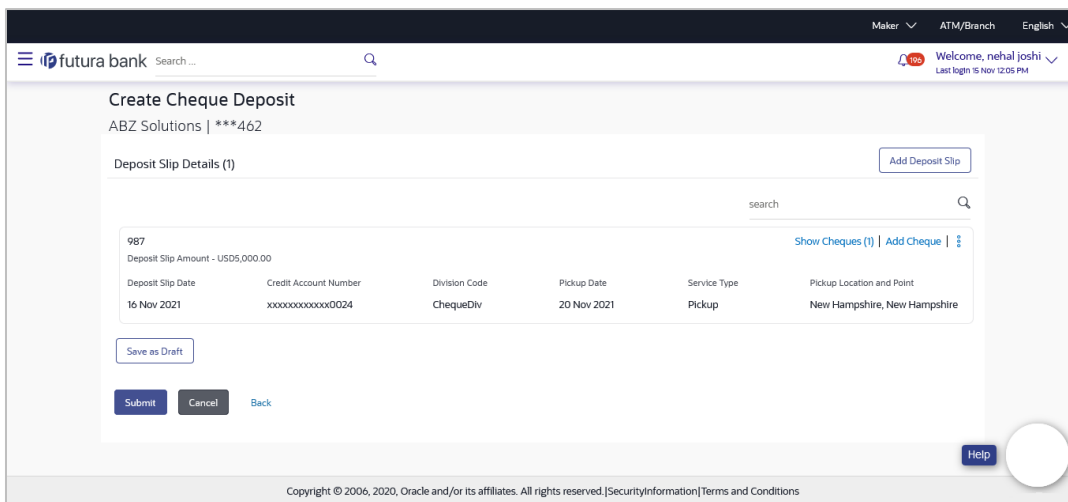 Maker ATM/Branch English
futura bank Search ... 196 Welcome, nehal joshi
Last login 15 Nov 12:05 PM
Create Cheque Deposit
ABZ Solutions | ***462
Deposit Slip Details (1) Add Deposit Slip
search
987 Show Cheques (1) | Add Cheque |
Deposit Slip Amount - USD5,000.00
Deposit Slip Date Credit Account Number Division Code Pickup Date Service Type Pickup Location and Point
16 Nov 2021 xxxxxxxxxxxx0024 ChequeDiv 20 Nov 2021 Pickup New Hampshire, New Hampshire
Save as Draft
Submit Cancel Back
Help
Copyright © 2006, 2020, Oracle and/or its affiliates. All rights reserved.|SecurityInformation|Terms and Conditions